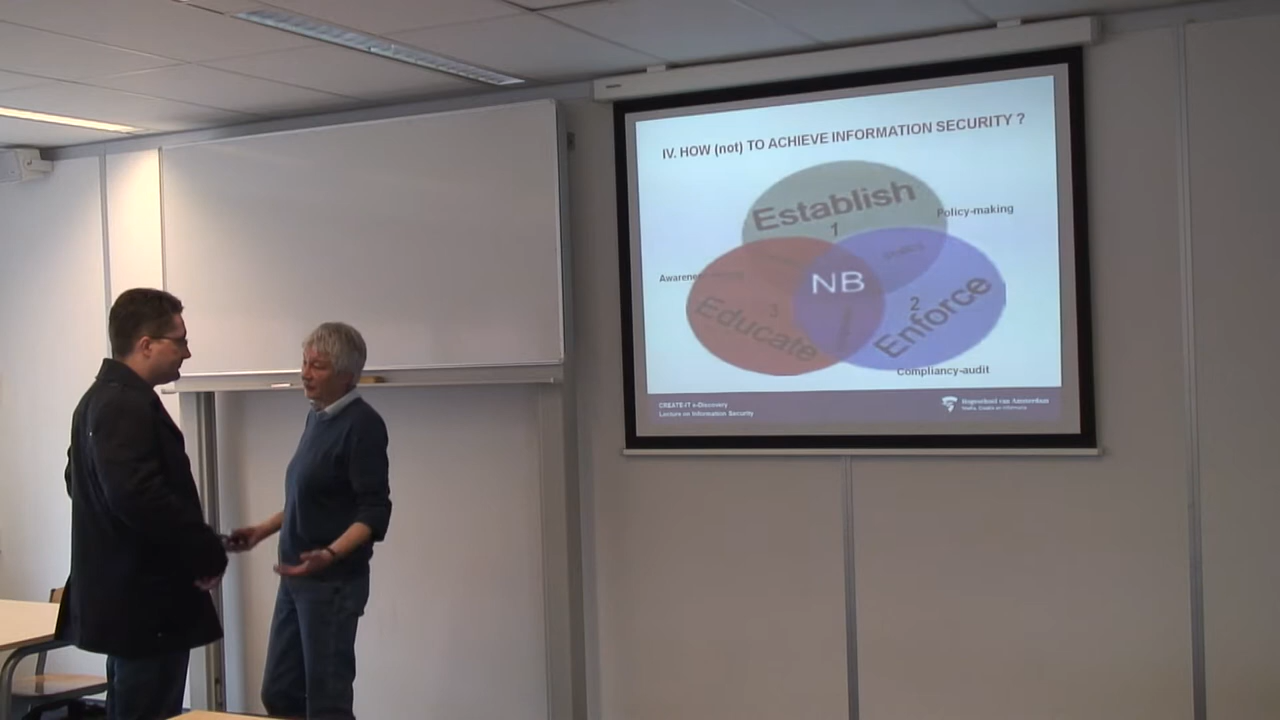 IV. HOW (not) TO ACHIEVE INFORMATION SECURITY ?
Establish
1
Policy-making
NB
Educate
3
Enforce
2
Compliancy-audit
CREATE-IT e-Discovery
Lecture on Information Security
Hogeschool van Amsterdam